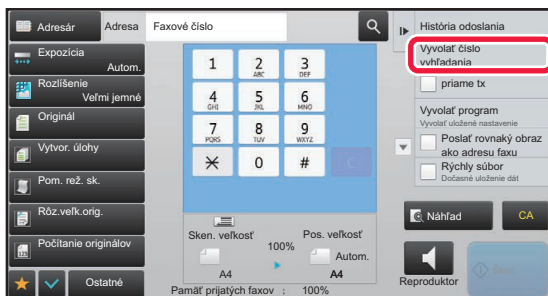 Adresár
Adresa
Faxové číslo
Expozícia
Autom.
Rozlíšenie
Veľmi jemné
Originál
Vytvor. úlohy
Pom. rež. sk.
Rôz.veľk.orig.
Počítanie originálov
Ostatné
1
2
ABC
3
DEF
4
GHI
5
JKL
6
MNO
7
PQRS
8
TUV
9
WXYZ
0
#
C
Sken. veľkosť
100%
Pos. veľkosť
Autom.
A4
A4
Pamäť prijatých faxov : 100%
História odoslania
Vyvolať čislo
vyhľadania
priame tx
Vyvolať program
Vyvolať uložené nastavenie
Poslať rovnaký obraz
ako adresu faxu
Rýchly súbor
Dočasné uloženie dát
Náhľad
CA
Reproduktor